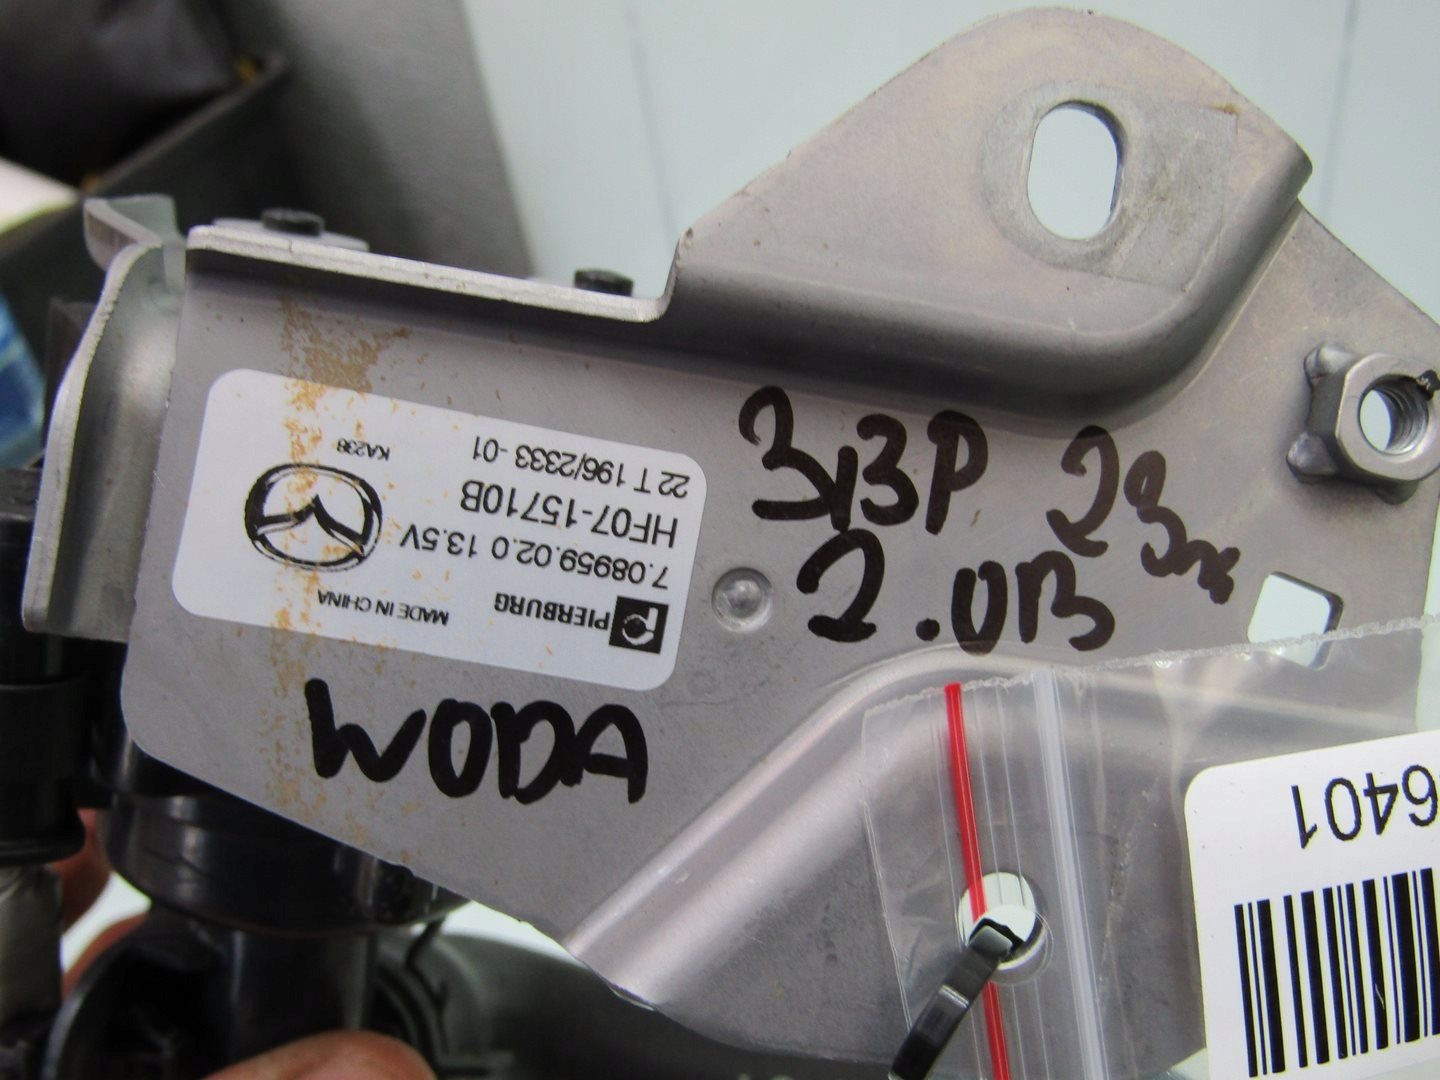 PIERBURG MADE IN CHINA
7.08959.02.0 13.5V
HF07-15710B
22 T 196/2333 -01
KA238
3,3P
2.0B
WODA
6401